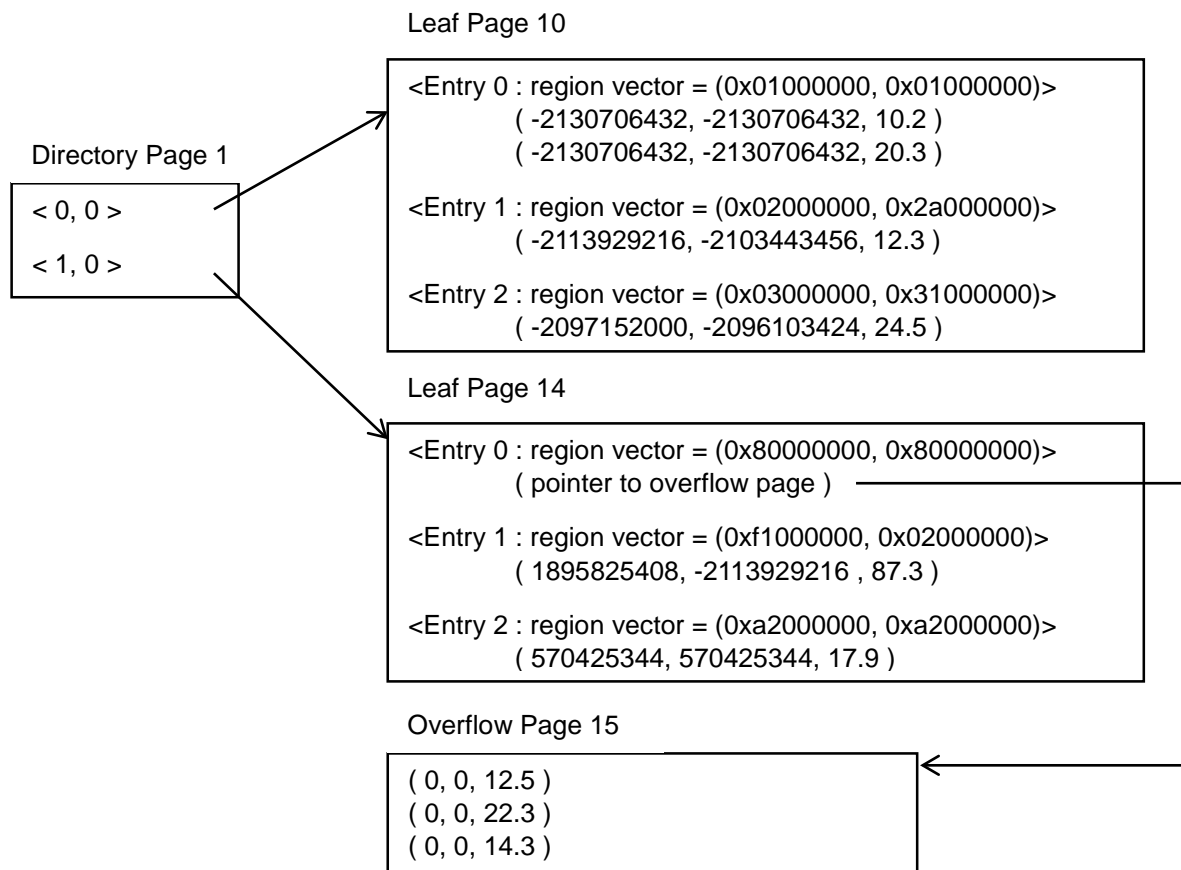 Leaf Page 10
<Entry 0 : region vector = (0x01000000, 0x01000000)>
( -2130706432, -2130706432, 10.2 )
( -2130706432, -2130706432, 20.3 )
<Entry 1 : region vector = (0x02000000, 0x2a000000)>
( -2113929216, -2103443456, 12.3 )
<Entry 2 : region vector = (0x03000000, 0x31000000)>
( -2097152000, -2096103424, 24.5 )
Directory Page 1
< 0, 0 >
< 1, 0 >
Leaf Page 14
<Entry 0 : region vector = (0x80000000, 0x80000000)>
( pointer to overflow page )
<Entry 1 : region vector = (0xf1000000, 0x02000000)>
( 1895825408, -2113929216 , 87.3 )
<Entry 2 : region vector = (0xa2000000, 0xa2000000)>
( 570425344, 570425344, 17.9 )
Overflow Page 15
( 0, 0, 12.5 )
( 0, 0, 22.3 )
( 0, 0, 14.3 )